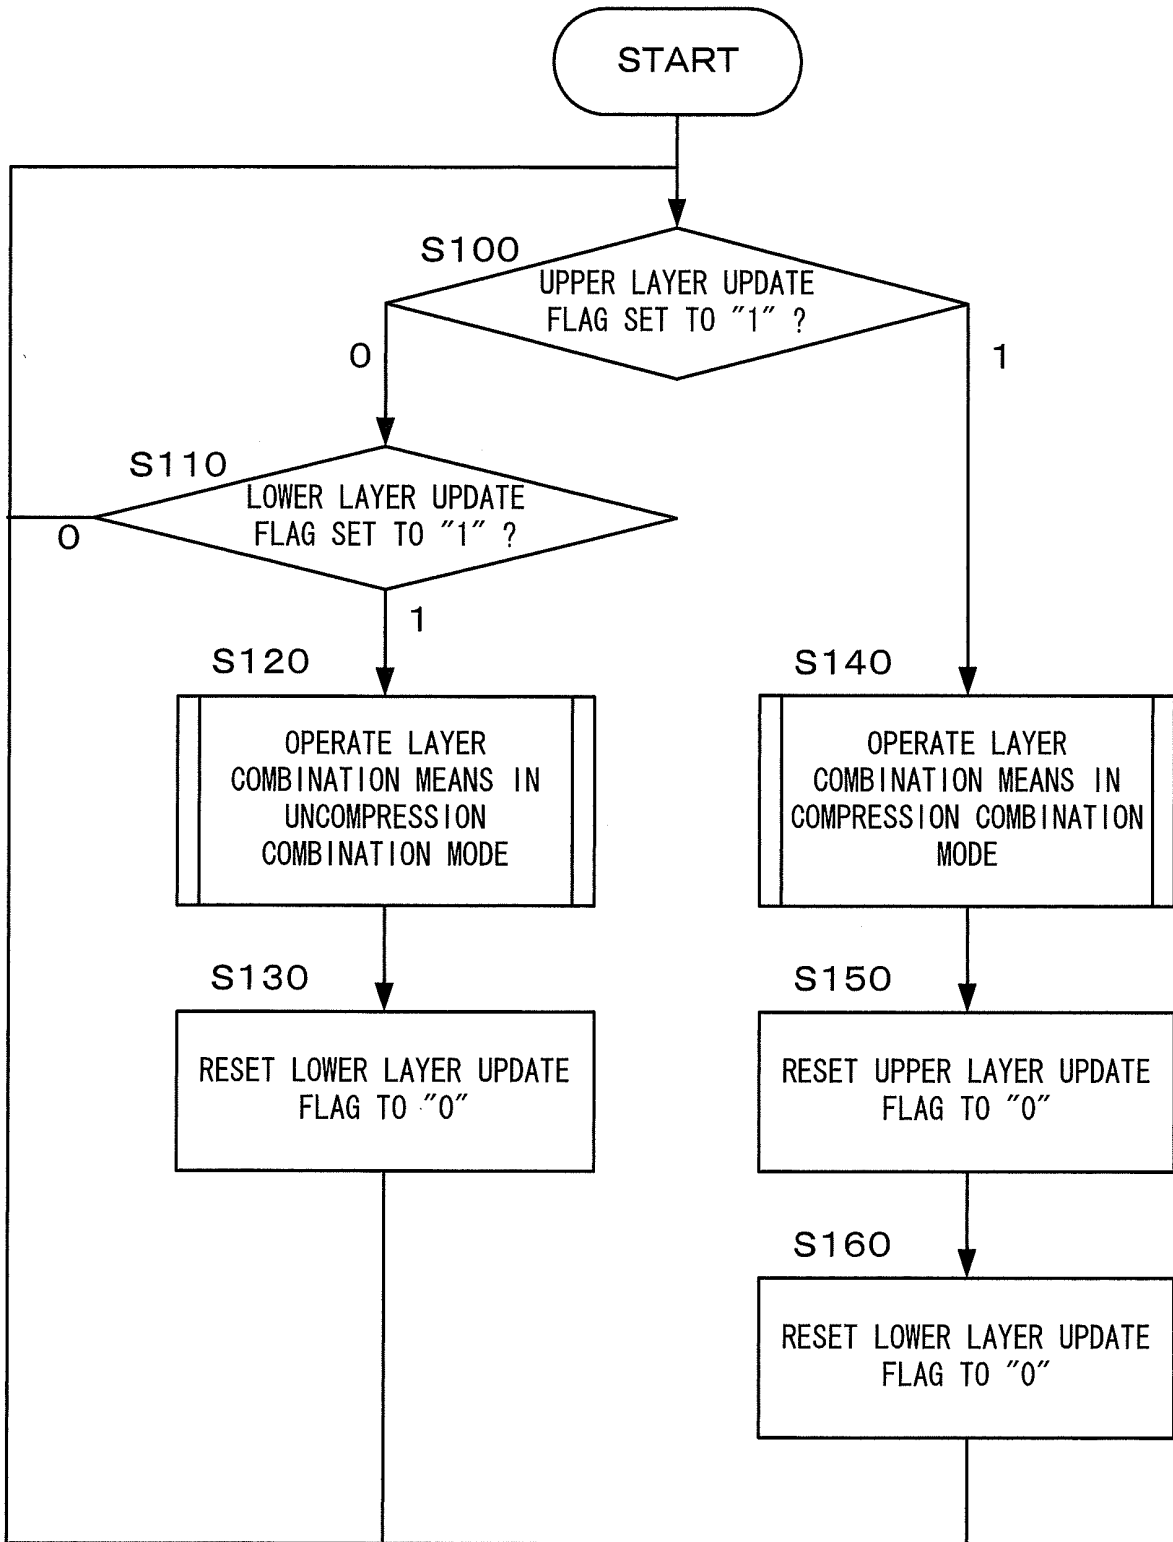 START
S100
UPPER LAYER UPDATE
FLAG SET TO "1" ?
0
1
S110
LOWER LAYER UPDATE
FLAG SET TO "1" ?
0
1
S120
OPERATE LAYER
COMBINATION MEANS IN
UNCOMPRESSION
COMBINATION MODE
S140
OPERATE LAYER
COMBINATION MEANS IN
COMPRESSION COMBINATION
MODE
S130
RESET LOWER LAYER UPDATE
FLAG TO "0"
S150
RESET UPPER LAYER UPDATE
FLAG TO "0"
S160
RESET LOWER LAYER UPDATE
FLAG TO "0"